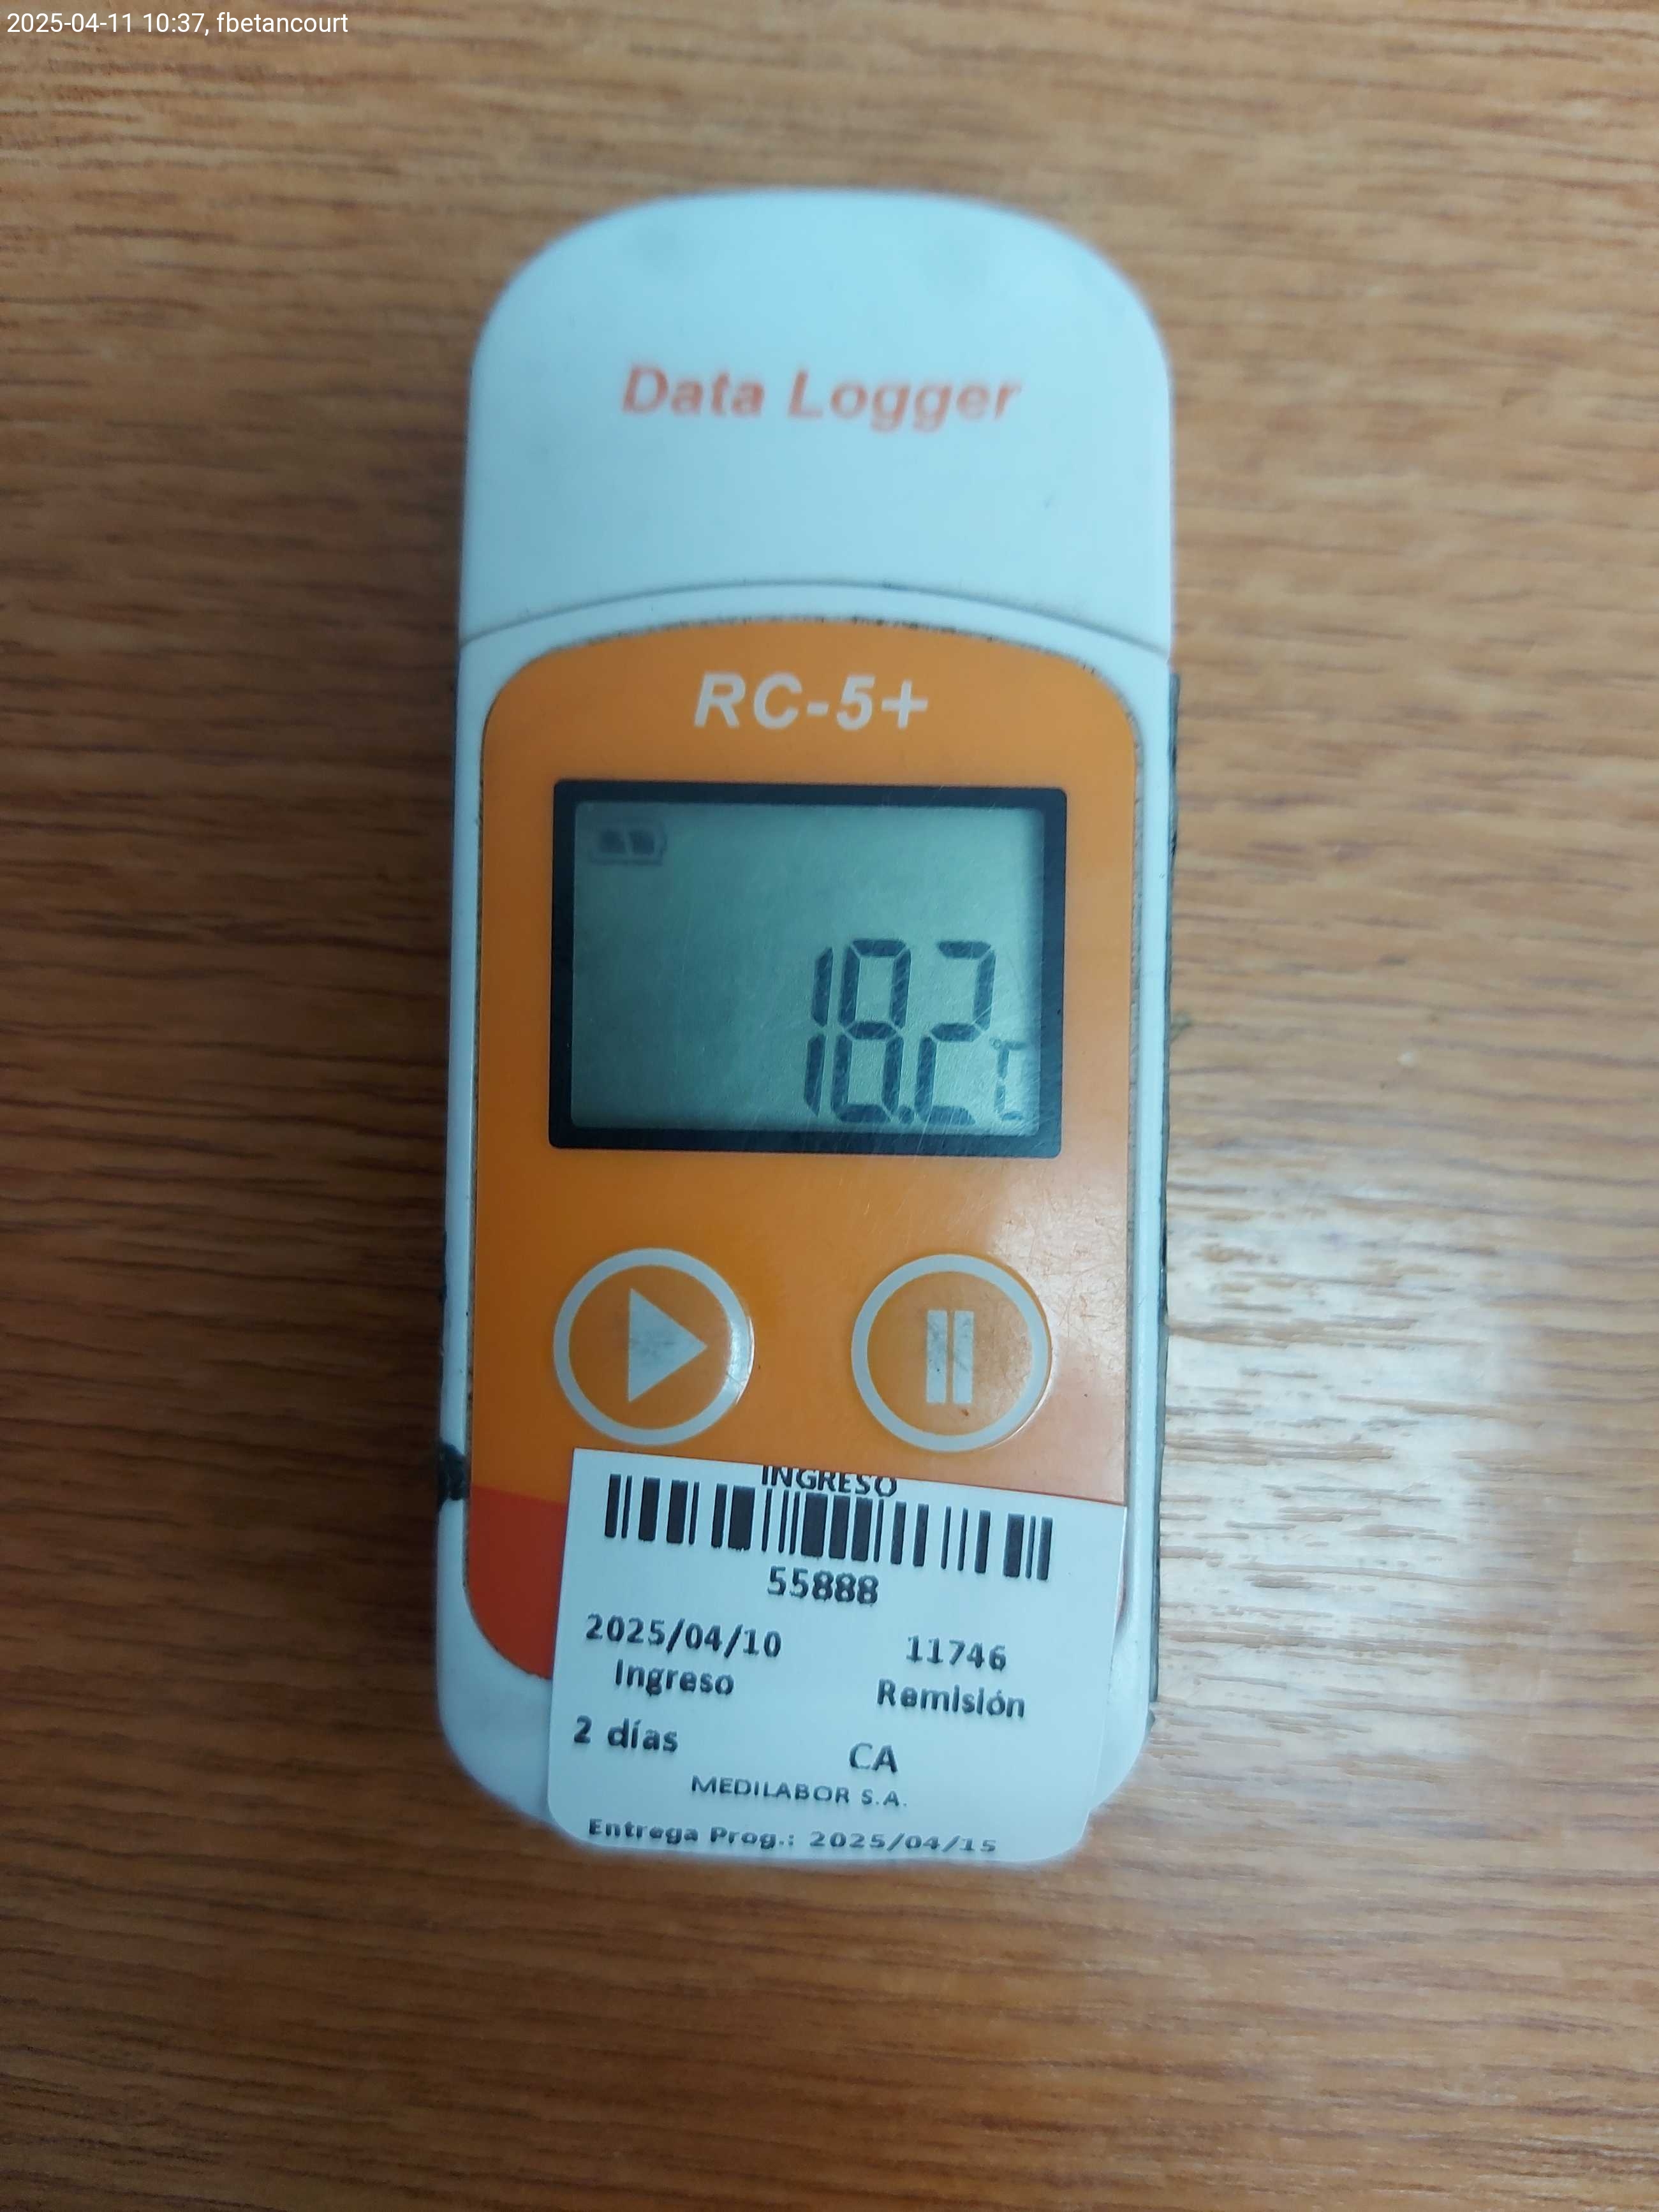 2025-04-11 10:37, fbetancourt
Data Logger
RC-5+
18.2℃
INGRESO
55888
2025/04/10 11746
Ingreso Remisión
2 días CA
MEDILABOR S.A.
Entrega Prog.: 2025/04/15